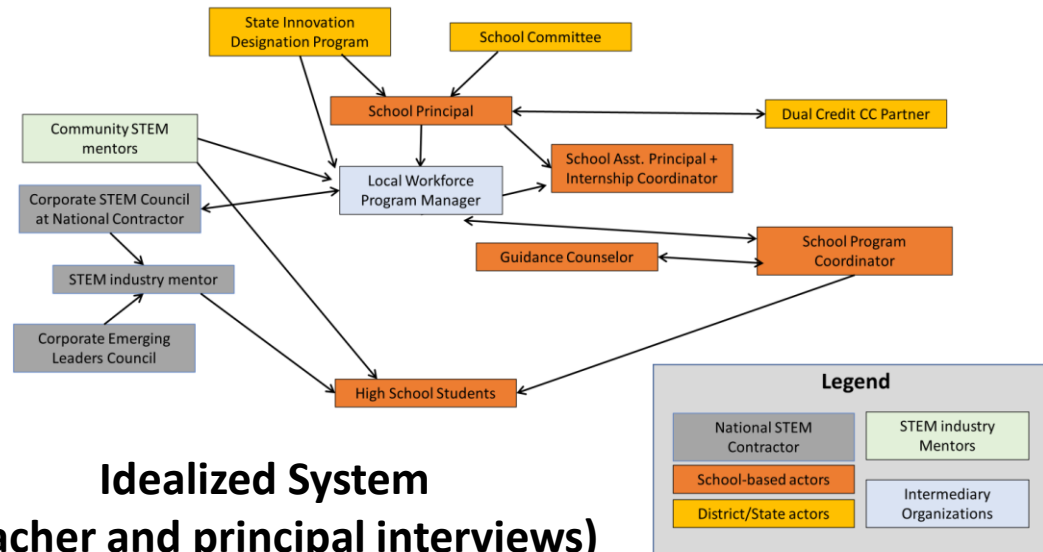 State Innovation
Designation Program
School Committee
School Principal
Dual Credit CC Partner
Community STEM
mentors
School Asst. Principal +
Internship Coordinator
Local Workforce
Program Manager
Corporate STEM Council
at National Contractor
School Program
Coordinator
Guidance Counselor
STEM industry mentor
Corporate Emerging
Leaders Council
High School Students
Legend
National STEM
Contractor
STEM industry
Mentors
School-based actors
Intermediary
Organizations
District/State actors
Idealized System
acher and principal interviews)